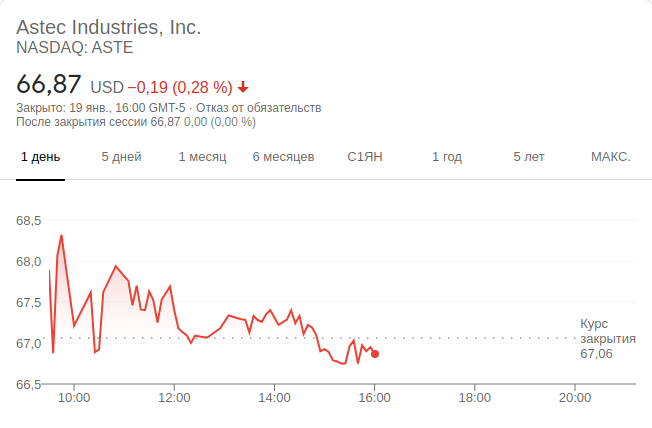 Astec Industries, Inc.
NASDAQ: ASTE
66,87 USD −0,19 (0,28 %)
Закрыто: 19 янв., 16:00 GMT-5 · Отказ от обязательств
После закрытия сессии 66,87 0,00 (0,00 %)
1 день 5 дней 1 месяц 6 месяцев С1ЯН 1 год 5 лет МАКС.
68,5
68,0
67,5
67,0
66,5
Курс
закрытия
67,06
10:00 12:00 14:00 16:00 18:00 20:00